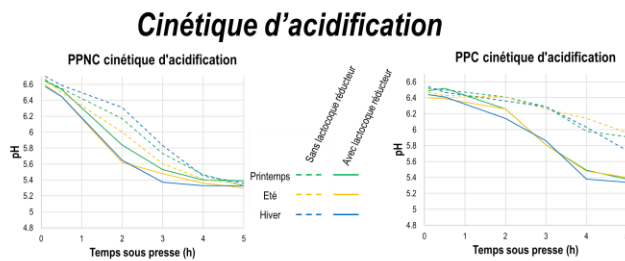 Cinétique d'acidification
PPNC cinétique d'acidification
6.6
6.4
6.2
6
5.8
5.6
5.4
5.2
5
4.8
pH
0
1
2
3
4
5
Temps sous presse (h)
Sans lactocoque réducteur
Avec lactocoque réducteur
Printemps
Eté
Hiver
PPC cinétique d'acidification
6.6
6.4
6.2
6
5.8
5.6
5.4
5.2
5
4.8
pH
0
1
2
3
4
5
Temps sous presse (h)